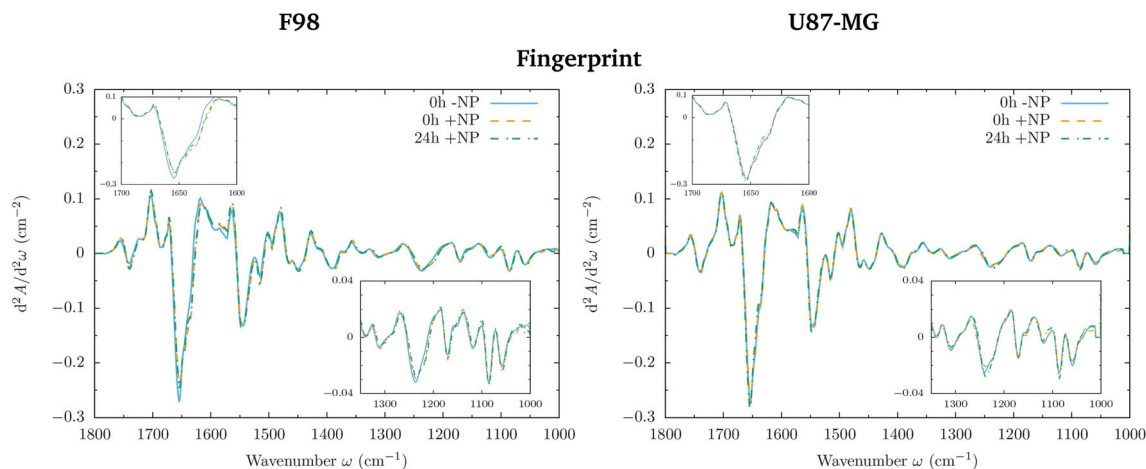 F98
U87-MG
Fingerprint
0.3
0.2
0.1
0
−0.1
−0.2
−0.3
d² A/d²ω (cm⁻²)
1800 1700 1600 1500 1400 1300 1200 1100 1000
Wavenumber ω (cm⁻¹)
0h -NP
0h +NP
24h +NP
0.1
0
−0.3
1700 1650 1600
0.04
0
−0.04
1300 1200 1100 1000
0.3
0.2
0.1
0
−0.1
−0.2
−0.3
d² A/d²ω (cm⁻²)
1800 1700 1600 1500 1400 1300 1200 1100 1000
Wavenumber ω (cm⁻¹)
0h -NP
0h +NP
24h +NP
0.1
0
−0.3
1700 1650 1600
0.04
0
−0.04
1300 1200 1100 1000